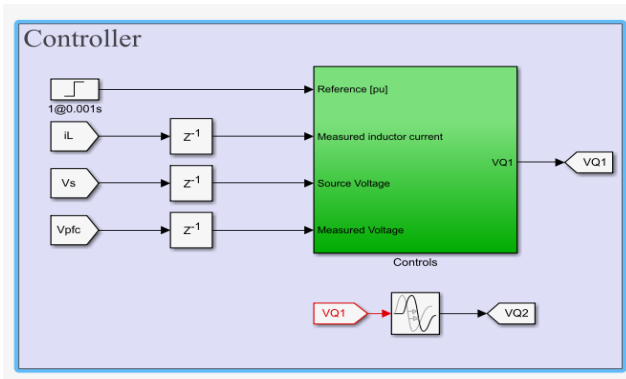 Controller
1@0.001s
iL
Vs
Vpfc
z-1
z-1
z-1
Reference [pu]
Measured inductor current
Source Voltage
Measured Voltage
VQ1
VQ1
Controls
VQ1
VQ2